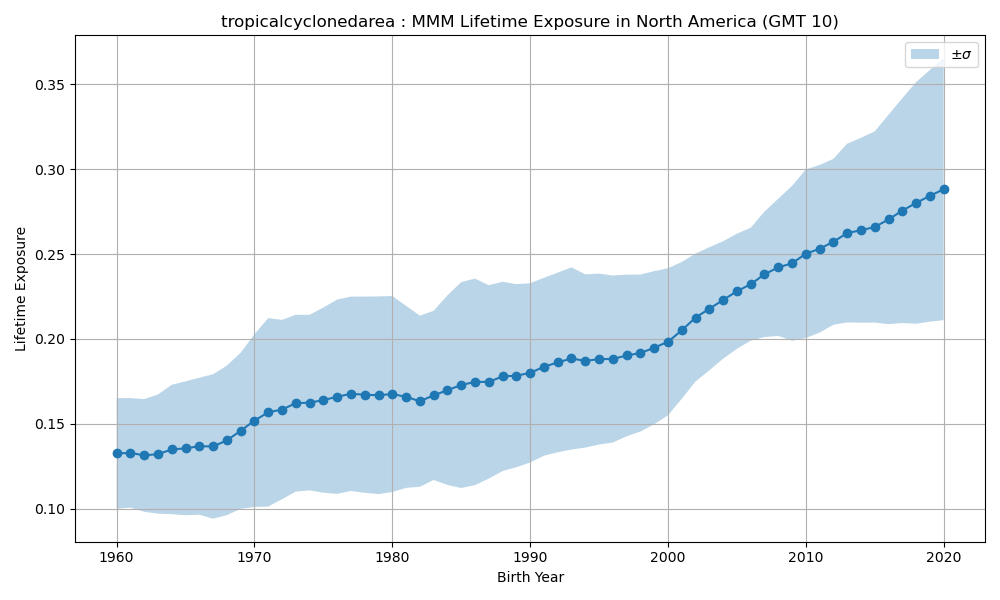 tropicalcyclonedarea : MMM Lifetime Exposure in North America (GMT 10)
±σ
Lifetime Exposure
0.35
0.30
0.25
0.20
0.15
0.10
1960 1970 1980 1990 2000 2010 2020
Birth Year